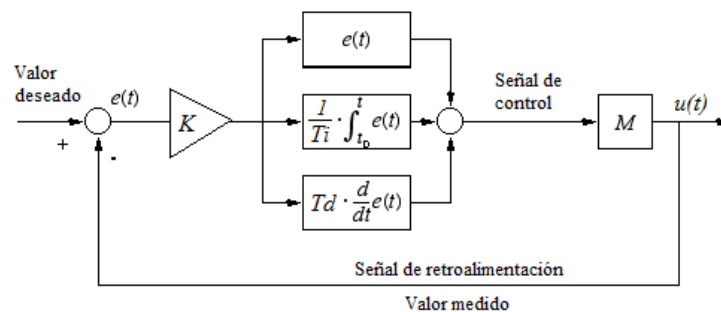 e(t)
Valor
deseado
e(t)
K
+
-
1/Ti · ∫ t t₀ e(t)
Td · d/dt e(t)
Señal de
control
M
u(t)
Señal de retroalimentación
Valor medido